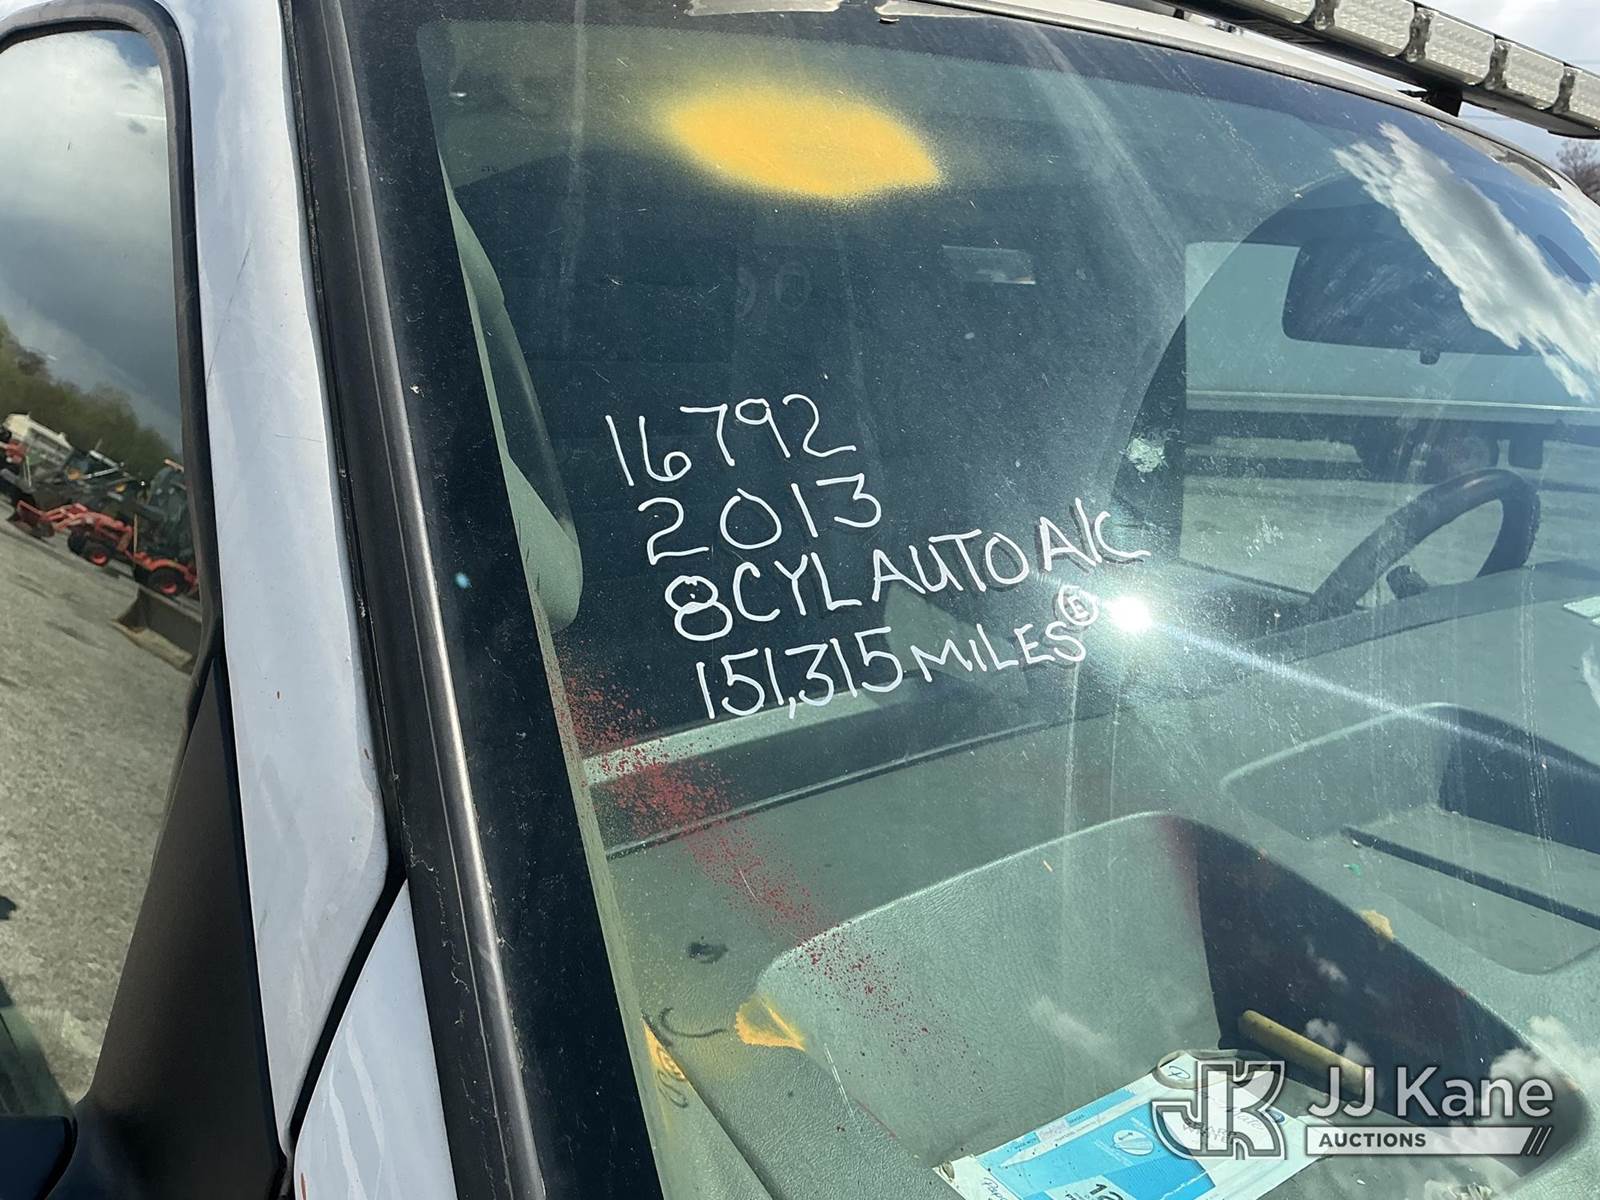 16792
2013
8CYL AUTO A/C
151,315 MILES Ⓔ
JJ Kane
AUCTIONS